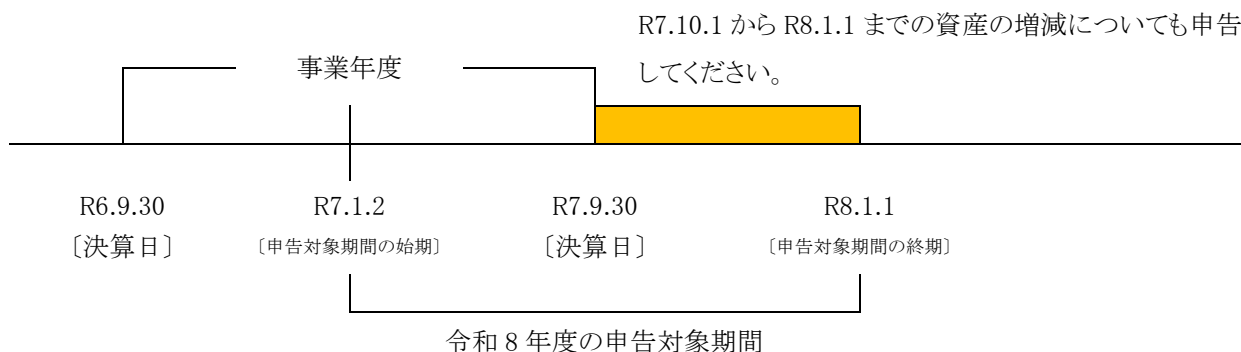 R7.10.1 から R8.1.1 までの資産の増減についても申告
してください。
事業年度
R6.9.30
R7.1.2
R7.9.30
R8.1.1
〔決算日〕
〔申告対象期間の始期〕
〔決算日〕
〔申告対象期間の終期〕
令和 8 年度の申告対象期間